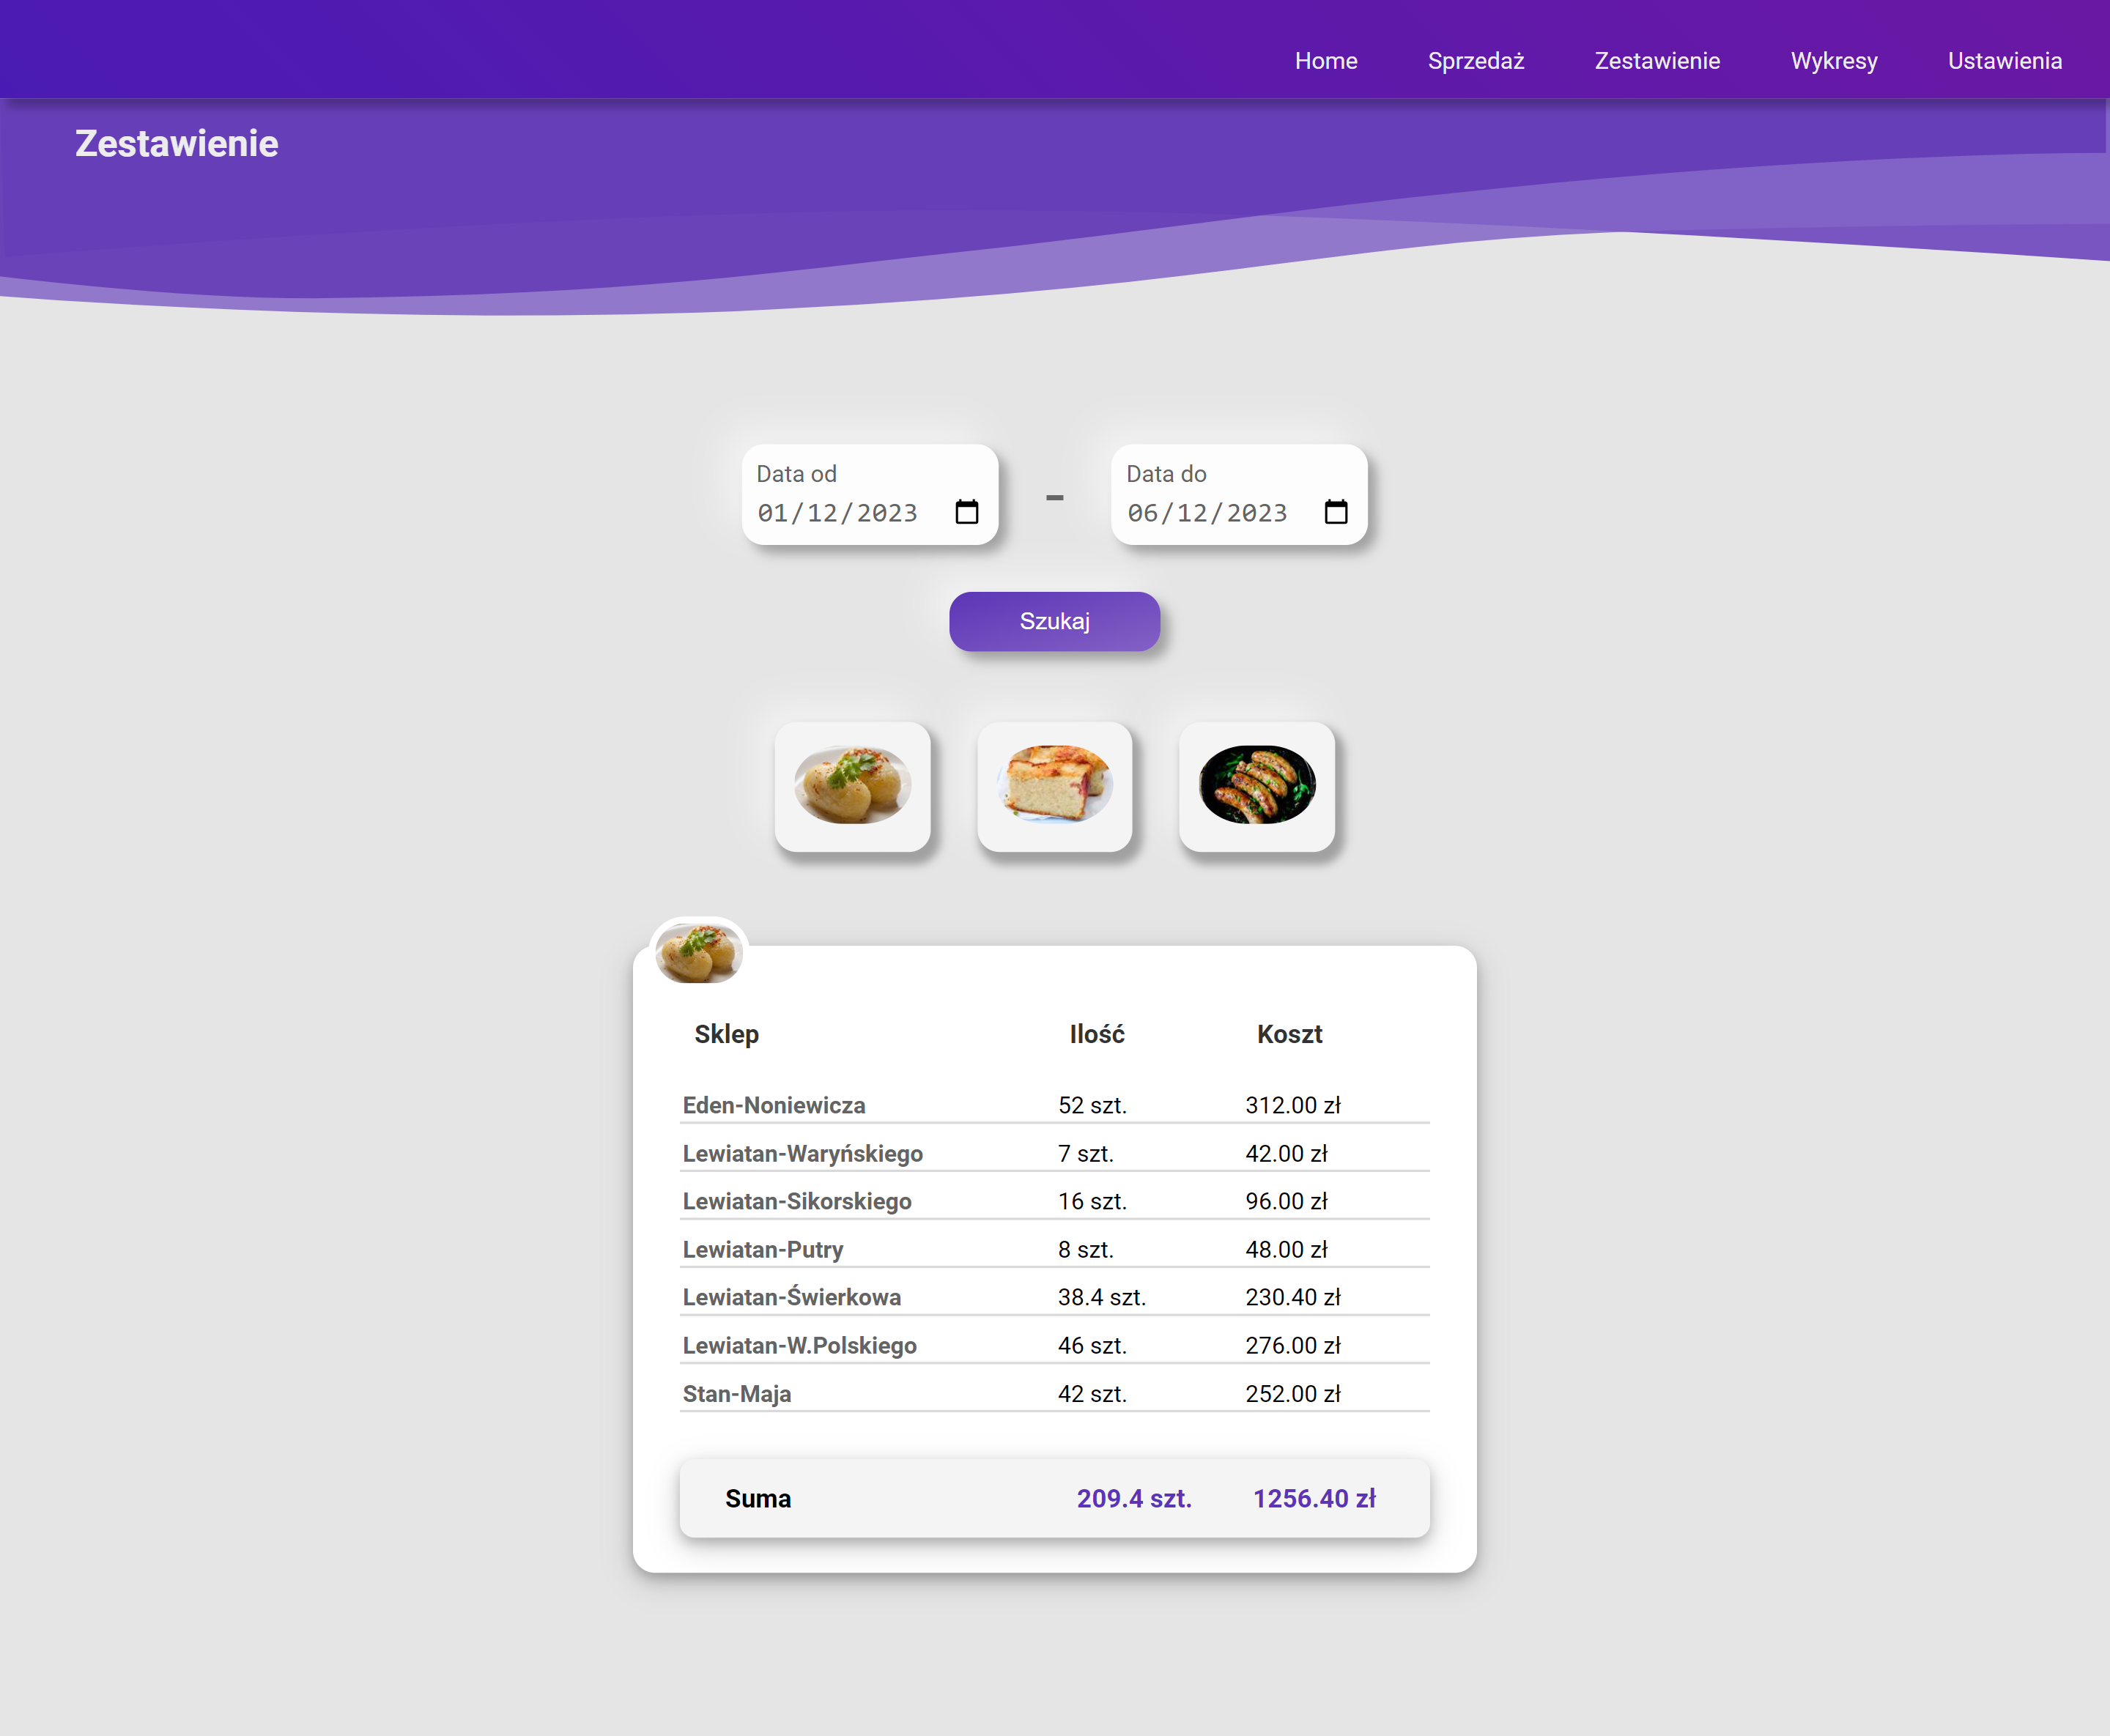 Home Sprzedaż Zestawienie Wykresy Ustawienia
Zestawienie
Data od
01/12/2023
-
Data do
06/12/2023
Szukaj
Sklep Ilość Koszt
Eden-Noniewicza 52 szt. 312.00 zł
Lewiatan-Waryńskiego 7 szt. 42.00 zł
Lewiatan-Sikorskiego 16 szt. 96.00 zł
Lewiatan-Putry 8 szt. 48.00 zł
Lewiatan-Świerkowa 38.4 szt. 230.40 zł
Lewiatan-W.Polskiego 46 szt. 276.00 zł
Stan-Maja 42 szt. 252.00 zł
Suma 209.4 szt. 1256.40 zł